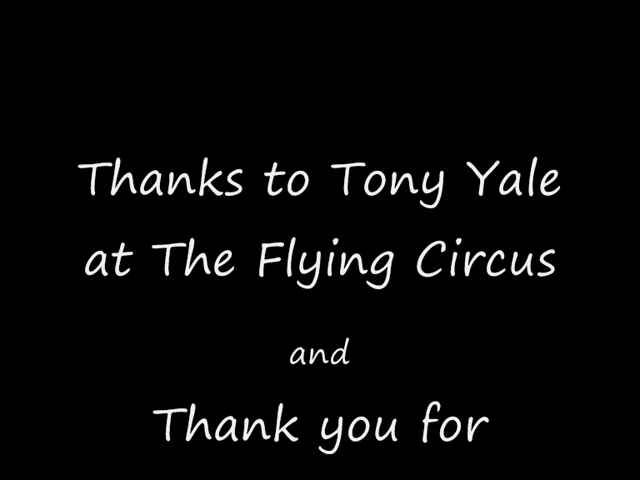 Thanks to Tony Yale
at The Flying Circus
and
Thank you for